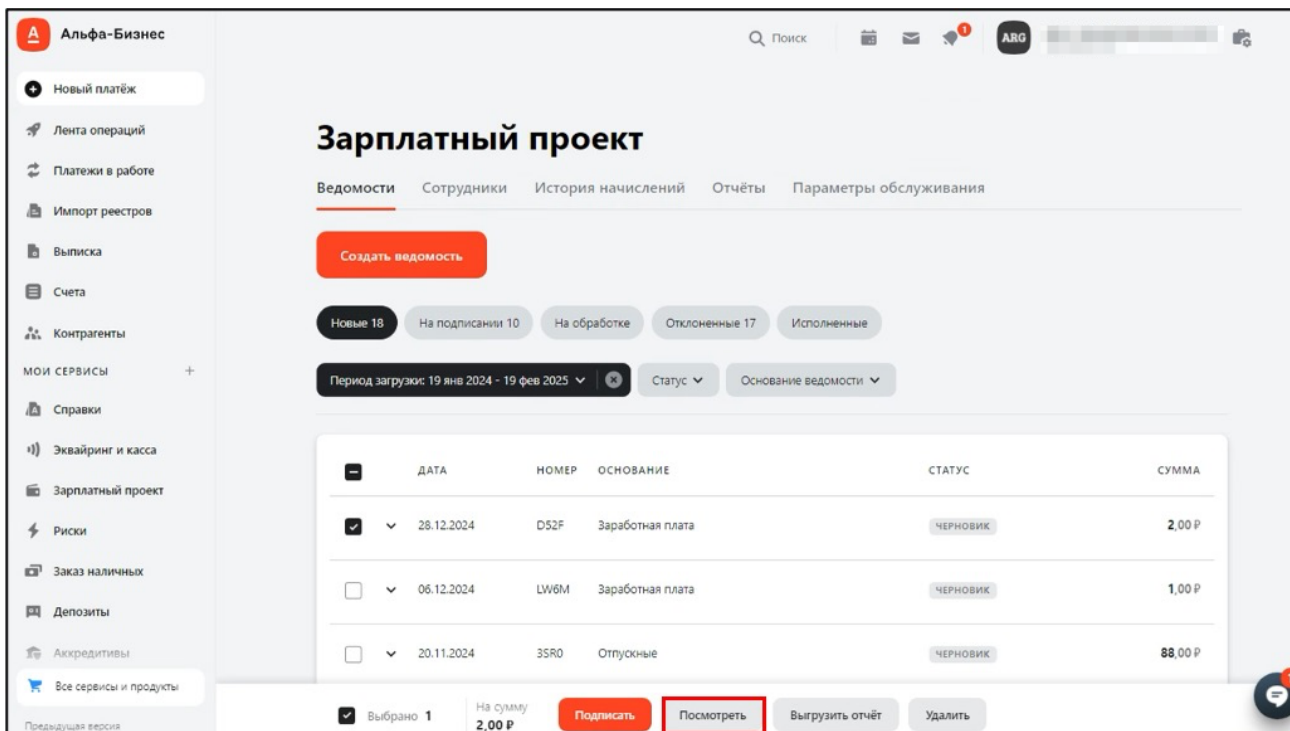 Альфа-Бизнес
Поиск
1
ARG
Новый платёж
Лента операций
Платежи в работе
Импорт реестров
Выписка
Счета
Контрагенты
МОИ СЕРВИСЫ +
Справки
Эквайринг и касса
Зарплатный проект
Риски
Заказ наличных
Депозиты
Аккредитивы
Все сервисы и продукты
Предыдущая версия
Зарплатный проект
Ведомости Сотрудники История начислений Отчёты Параметры обслуживания
Создать ведомость
Новые 18 На подписании 10 На обработке Отклоненные 17 Исполненные
Период загрузки: 19 янв 2024 - 19 фев 2025 Статус Основание ведомости
ДАТА НОМЕР ОСНОВАНИЕ СТАТУС СУММА
28.12.2024 D52F Заработная плата ЧЕРНОВИК 2,00 ₽
06.12.2024 LW6M Заработная плата ЧЕРНОВИК 1,00 ₽
20.11.2024 3SR0 Отпускные ЧЕРНОВИК 88,00 ₽
Выбрано 1
На сумму
2,00 ₽
Подписать Посмотреть Выгрузить отчёт Удалить